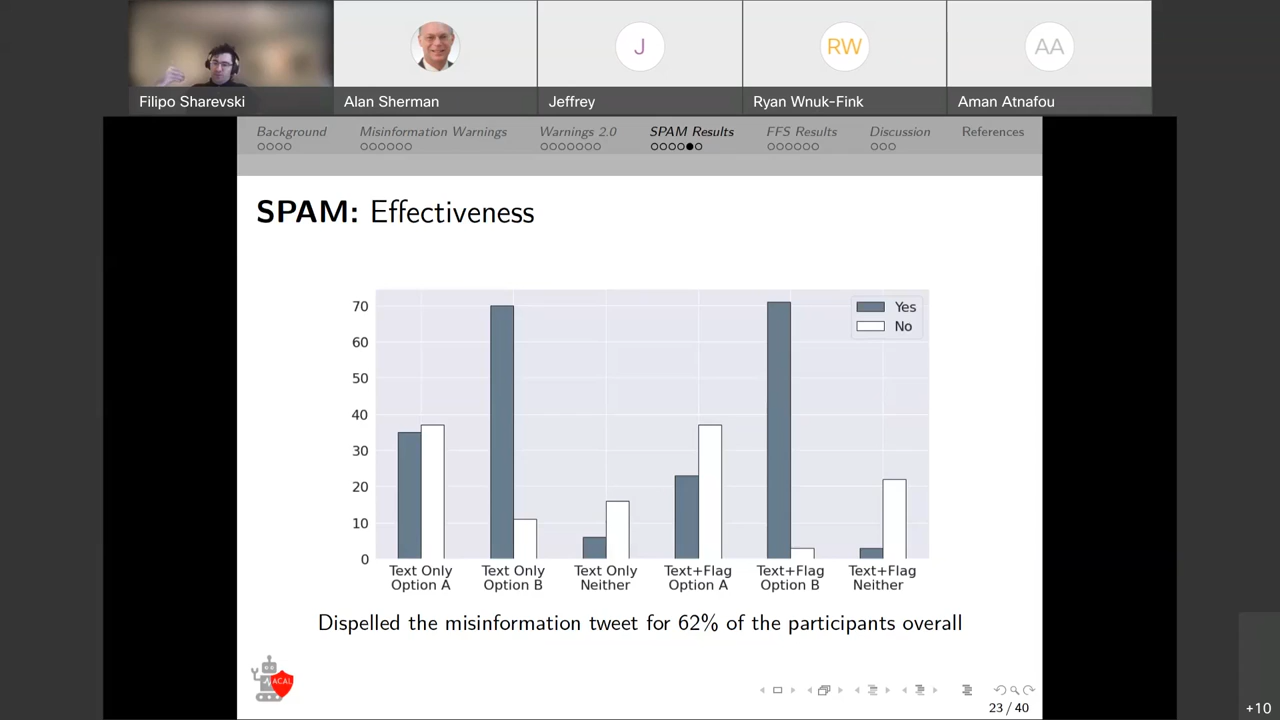 Filipo Sharevski
Alan Sherman
J
Jeffrey
RW
Ryan Wnuk-Fink
AA
Aman Atnafou
Background
Misinformation Warnings
Warnings 2.0
SPAM Results
FFS Results
Discussion
References
SPAM: Effectiveness
70
60
50
40
30
20
10
0
Yes
No
Text Only
Option A
Text Only
Option B
Text Only
Neither
Text+Flag
Option A
Text+Flag
Option B
Text+Flag
Neither
Dispelled the misinformation tweet for 62% of the participants overall
ACAL
23 / 40
+10